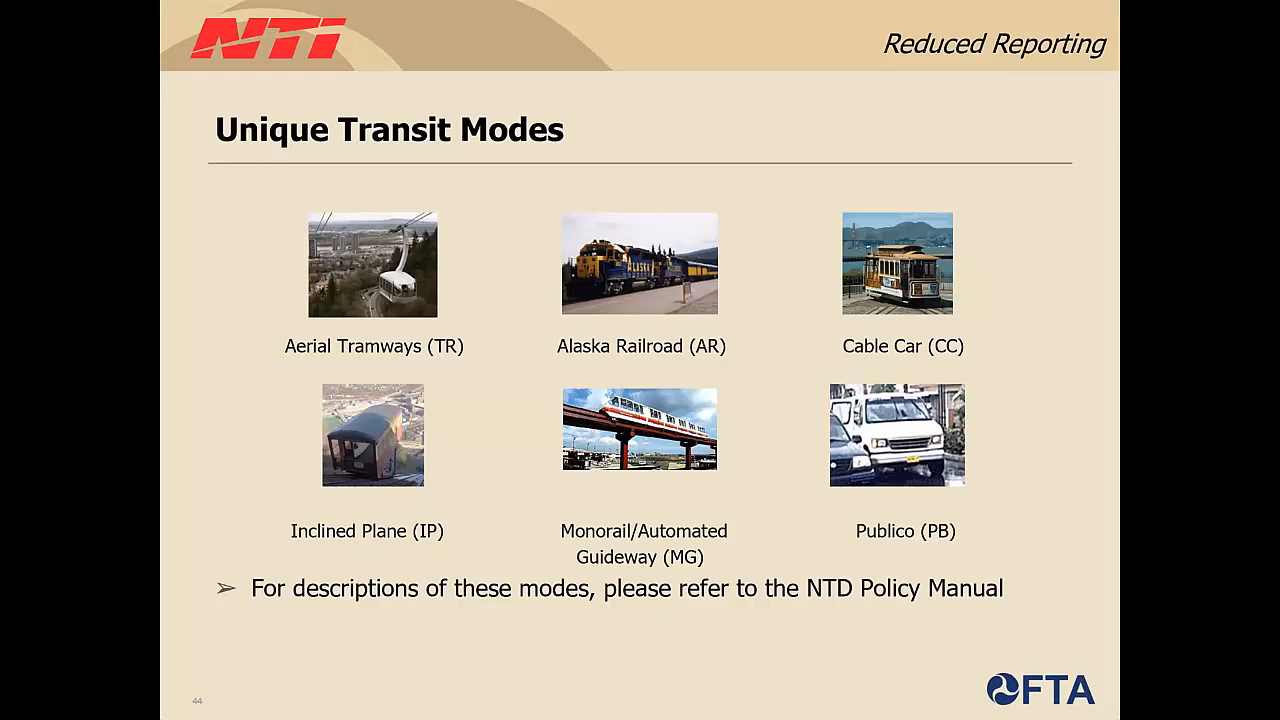 NTI
Reduced Reporting
Unique Transit Modes
ALASKA
Aerial Tramways (TR)
Alaska Railroad (AR)
Cable Car (CC)
Inclined Plane (IP)
Monorail/Automated
Guideway (MG)
Publico (PB)
➢ For descriptions of these modes, please refer to the NTD Policy Manual
44
FTA